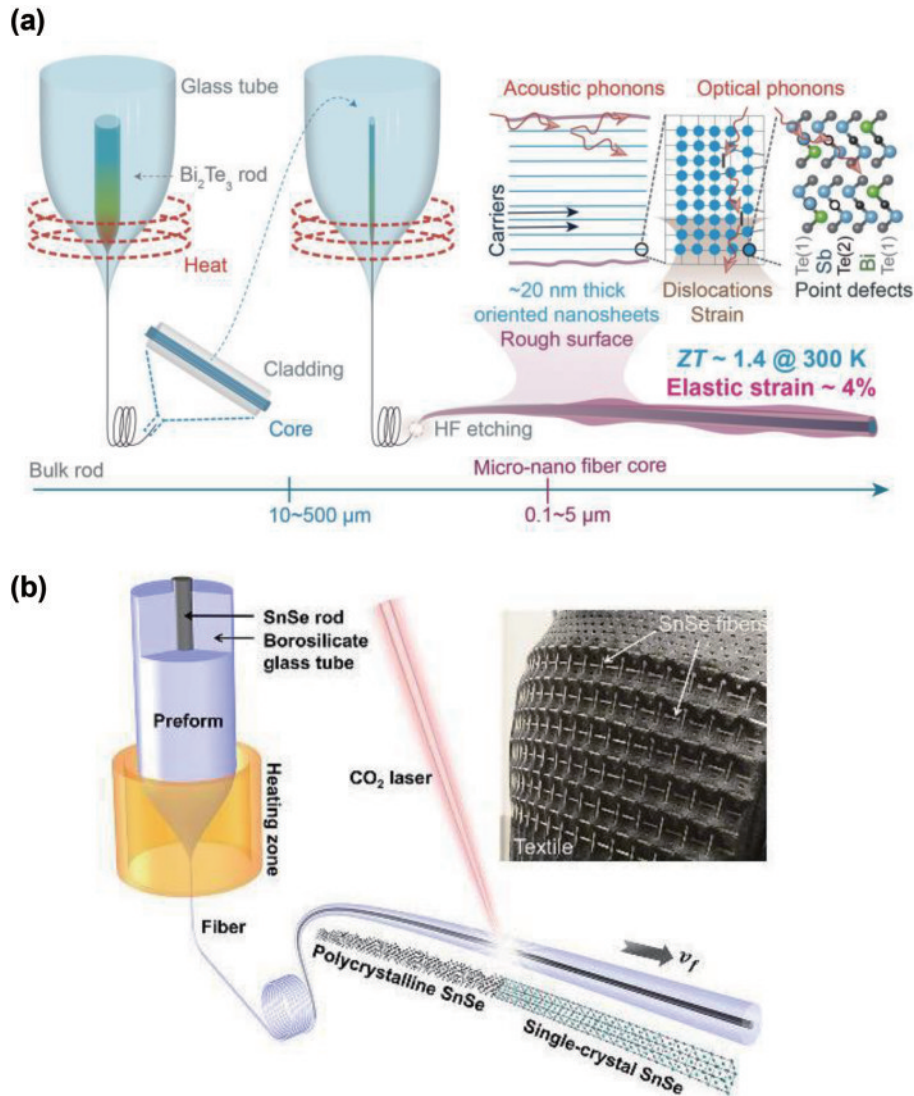 (a)
Glass tube
Bi₂Te₃ rod
Heat
Cladding
Core
HF etching
Acoustic phonons
Optical phonons
Carriers
~20 nm thick
oriented nanosheets
Rough surface
Dislocations
Strain
Te(1)
Sb
Te(2)
Bi
Te(1)
Point defects
ZT ~ 1.4 @ 300 K
Elastic strain ~ 4%
Bulk rod
Micro-nano fiber core
10~500 μm
0.1~5 μm
(b)
SnSe rod
Borosilicate
glass tube
Preform
Heating zone
Fiber
CO₂ laser
SnSe fibers
Textile
Polycrystalline SnSe
Single-crystal SnSe
v_f